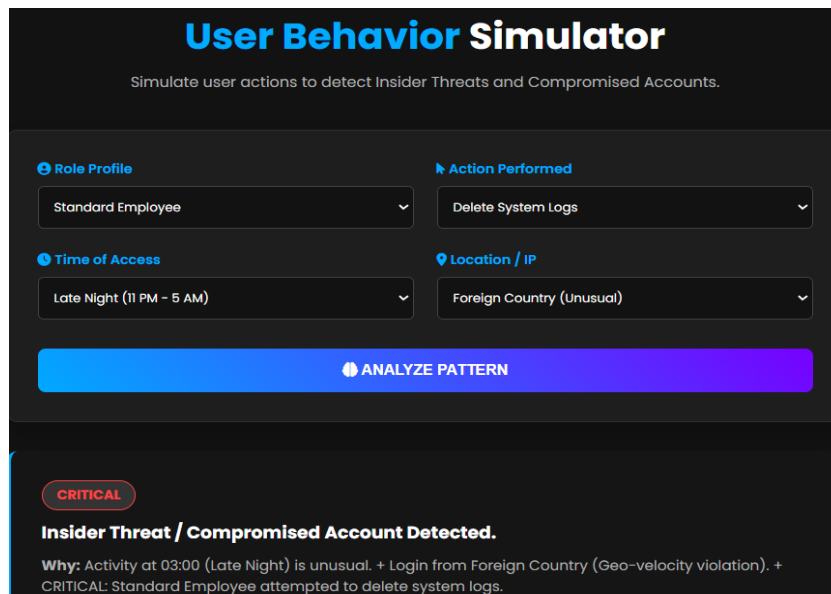 User Behavior Simulator
Simulate user actions to detect Insider Threats and Compromised Accounts.
Role Profile
Action Performed
Standard Employee
Delete System Logs
Time of Access
Location / IP
Late Night (11 PM - 5 AM)
Foreign Country (Unusual)
ANALYZE PATTERN
CRITICAL
Insider Threat / Compromised Account Detected.
Why: Activity at 03:00 (Late Night) is unusual. + Login from Foreign Country (Geo-velocity violation). +
CRITICAL: Standard Employee attempted to delete system logs.